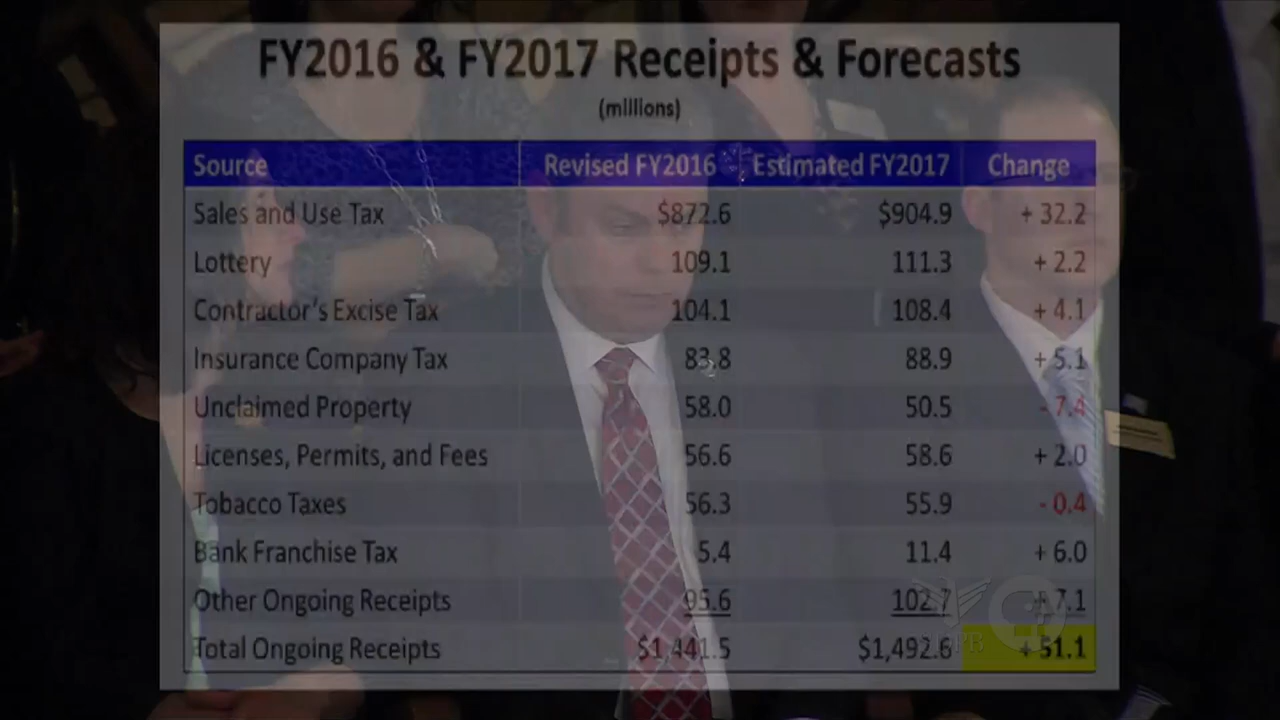 FY2016 & FY2017 Receipts & Forecasts
(millions)
Source Revised FY2016 Estimated FY2017 Change
Sales and Use Tax $872.6 $904.9 + 32.2
Lottery 109.1 111.3 + 2.2
Contractor's Excise Tax 104.1 108.4 + 4.1
Insurance Company Tax 83.8 88.9 + 5.1
Unclaimed Property 58.0 50.5 - 7.4
Licenses, Permits, and Fees 56.6 58.6 + 2.0
Tobacco Taxes 56.3 55.9 - 0.4
Bank Franchise Tax 5.4 11.4 + 6.0
Other Ongoing Receipts 95.6 102.7 + 7.1
Total Ongoing Receipts $1,441.5 $1,492.6 + 51.1